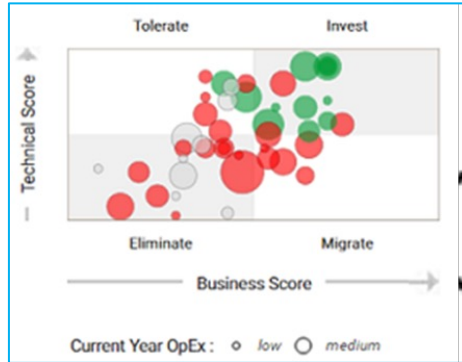 Tolerate Invest
Technical Score
Eliminate Migrate
Business Score
Current Year OpEx : low medium